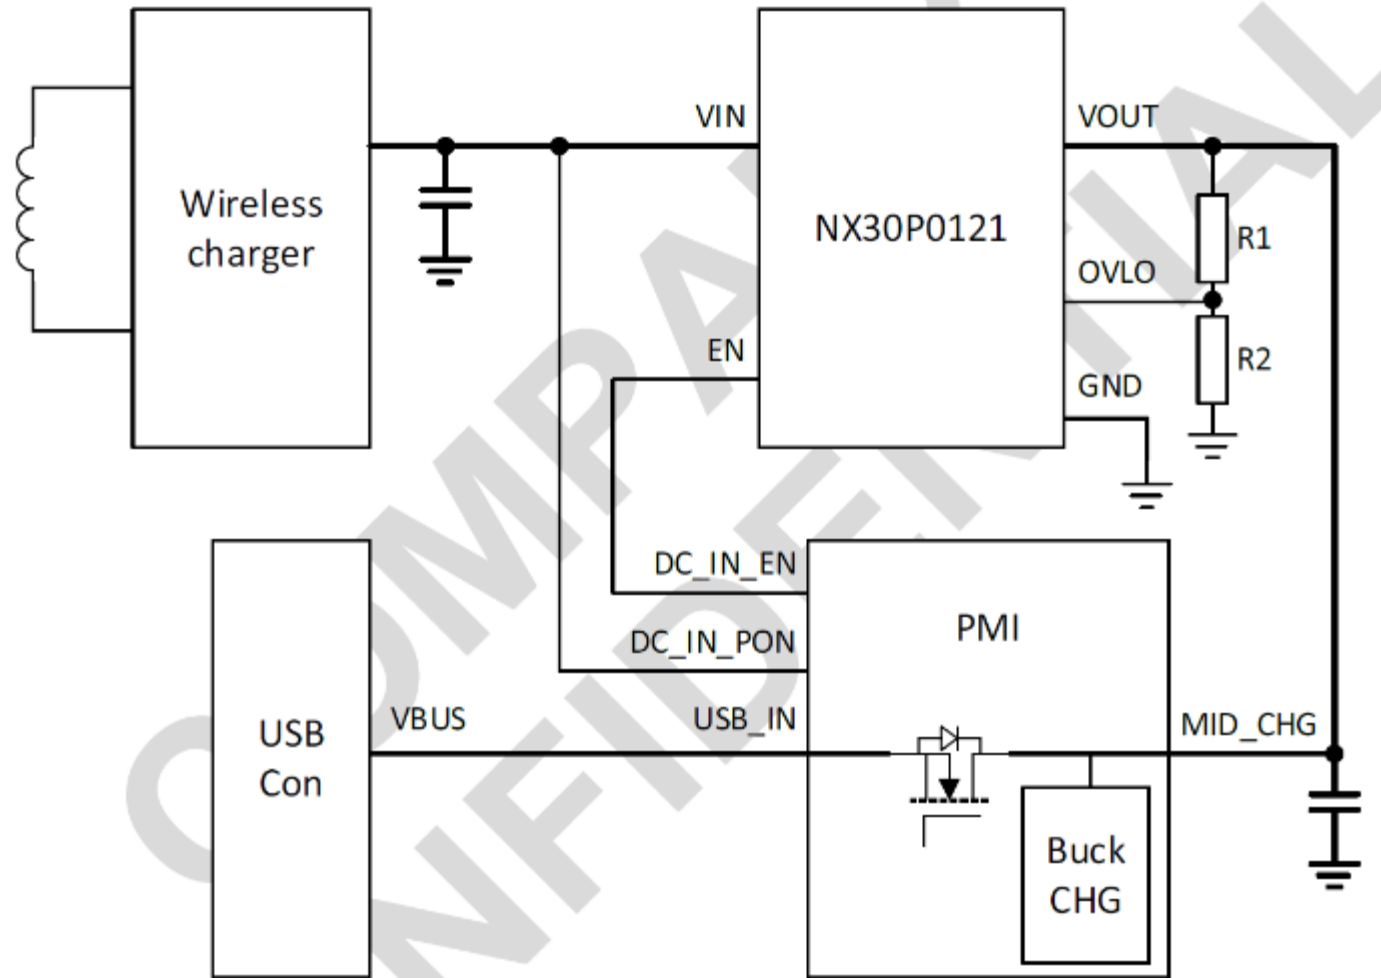 COMPANY
CONFIDENTIAL
Wireless
charger
VIN
EN
NX30P0121
VOUT
OVLO
GND
R1
R2
DC_IN_EN
DC_IN_PON
USB_IN
PMI
MID_CHG
Buck
CHG
USB
Con
VBUS